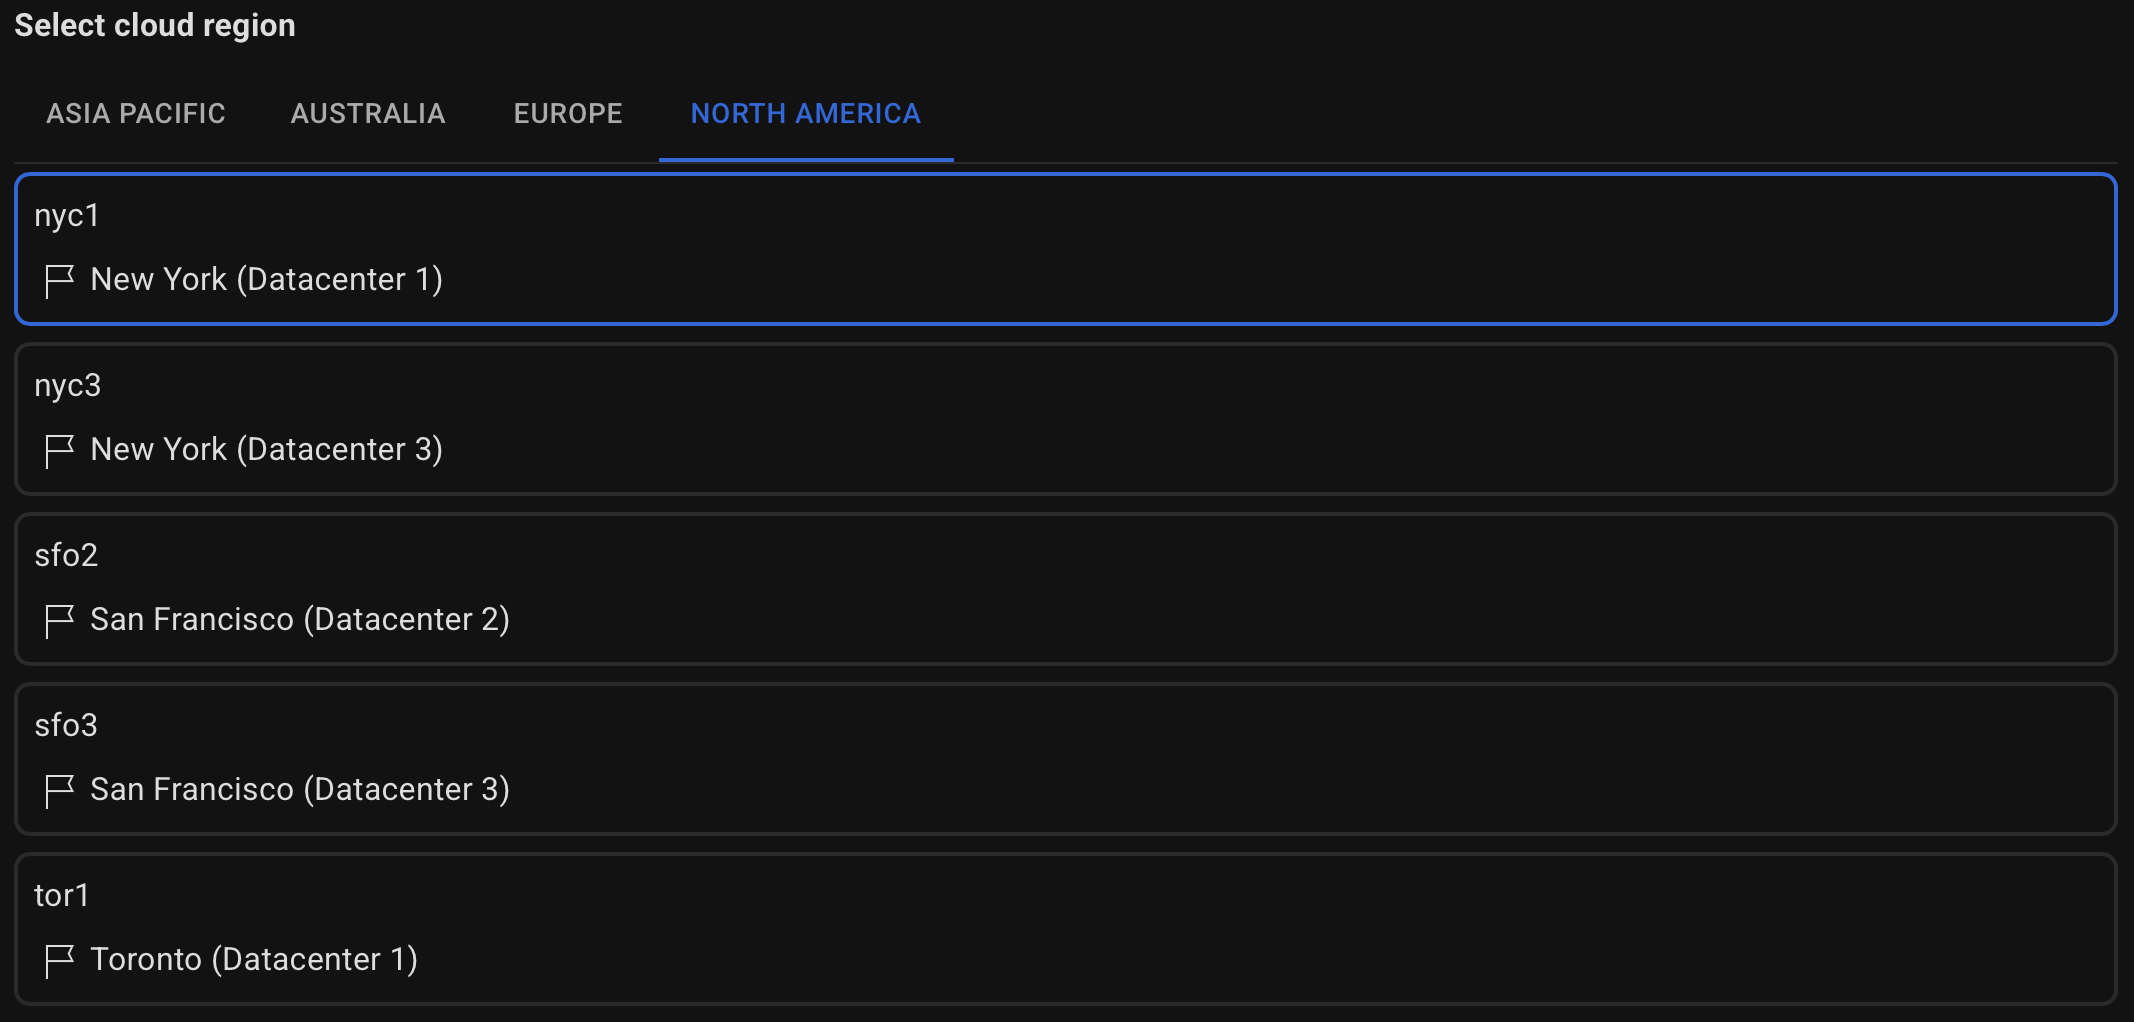 Select cloud region
ASIA PACIFIC AUSTRALIA EUROPE NORTH AMERICA
nyc1
New York (Datacenter 1)
nyc3
New York (Datacenter 3)
sfo2
San Francisco (Datacenter 2)
sfo3
San Francisco (Datacenter 3)
tor1
Toronto (Datacenter 1)